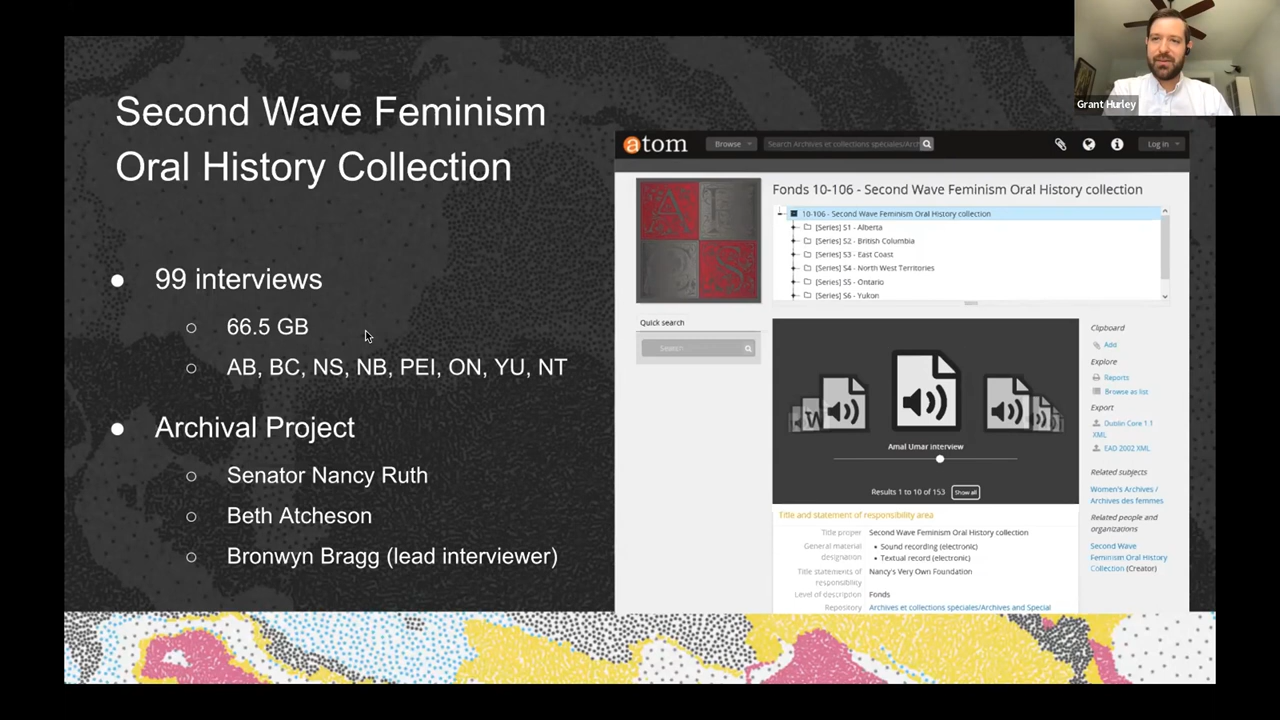 Second Wave Feminism
Oral History Collection
● 99 interviews
○ 66.5 GB
○ AB, BC, NS, NB, PEI, ON, YU, NT
● Archival Project
○ Senator Nancy Ruth
○ Beth Atcheson
○ Bronwyn Bragg (lead interviewer)
Grant Hurley
atom
Browse
Search Archives et collections spéciales/Arch
Log in
A I
S
Fonds 10-106 - Second Wave Feminism Oral History collection
10-106 - Second Wave Feminism Oral History collection
[Series] S1 - Alberta
[Series] S2 - British Columbia
[Series] S3 - East Coast
[Series] S4 - North West Territories
[Series] S5 - Ontario
[Series] S6 - Yukon
Quick search
Search
W
Amal Umar interview
Results 1 to 10 of 153
Show all
Clipboard
Add
Explore
Reports
Browse as list
Export
Dublin Core 1.1
XML
EAD 2002 XML
Related subjects
Women's Archives /
Archives des femmes
Related people and
organizations
Second Wave
Feminism Oral History
Collection (Creator)
Title and statement of responsibility area
Title proper Second Wave Feminism Oral History collection
General material • Sound recording (electronic)
designation • Textual record (electronic)
Title statements of Nancy's Very Own Foundation
responsibility
Level of description Fonds
Repository Archives et collections spéciales/Archives and Special